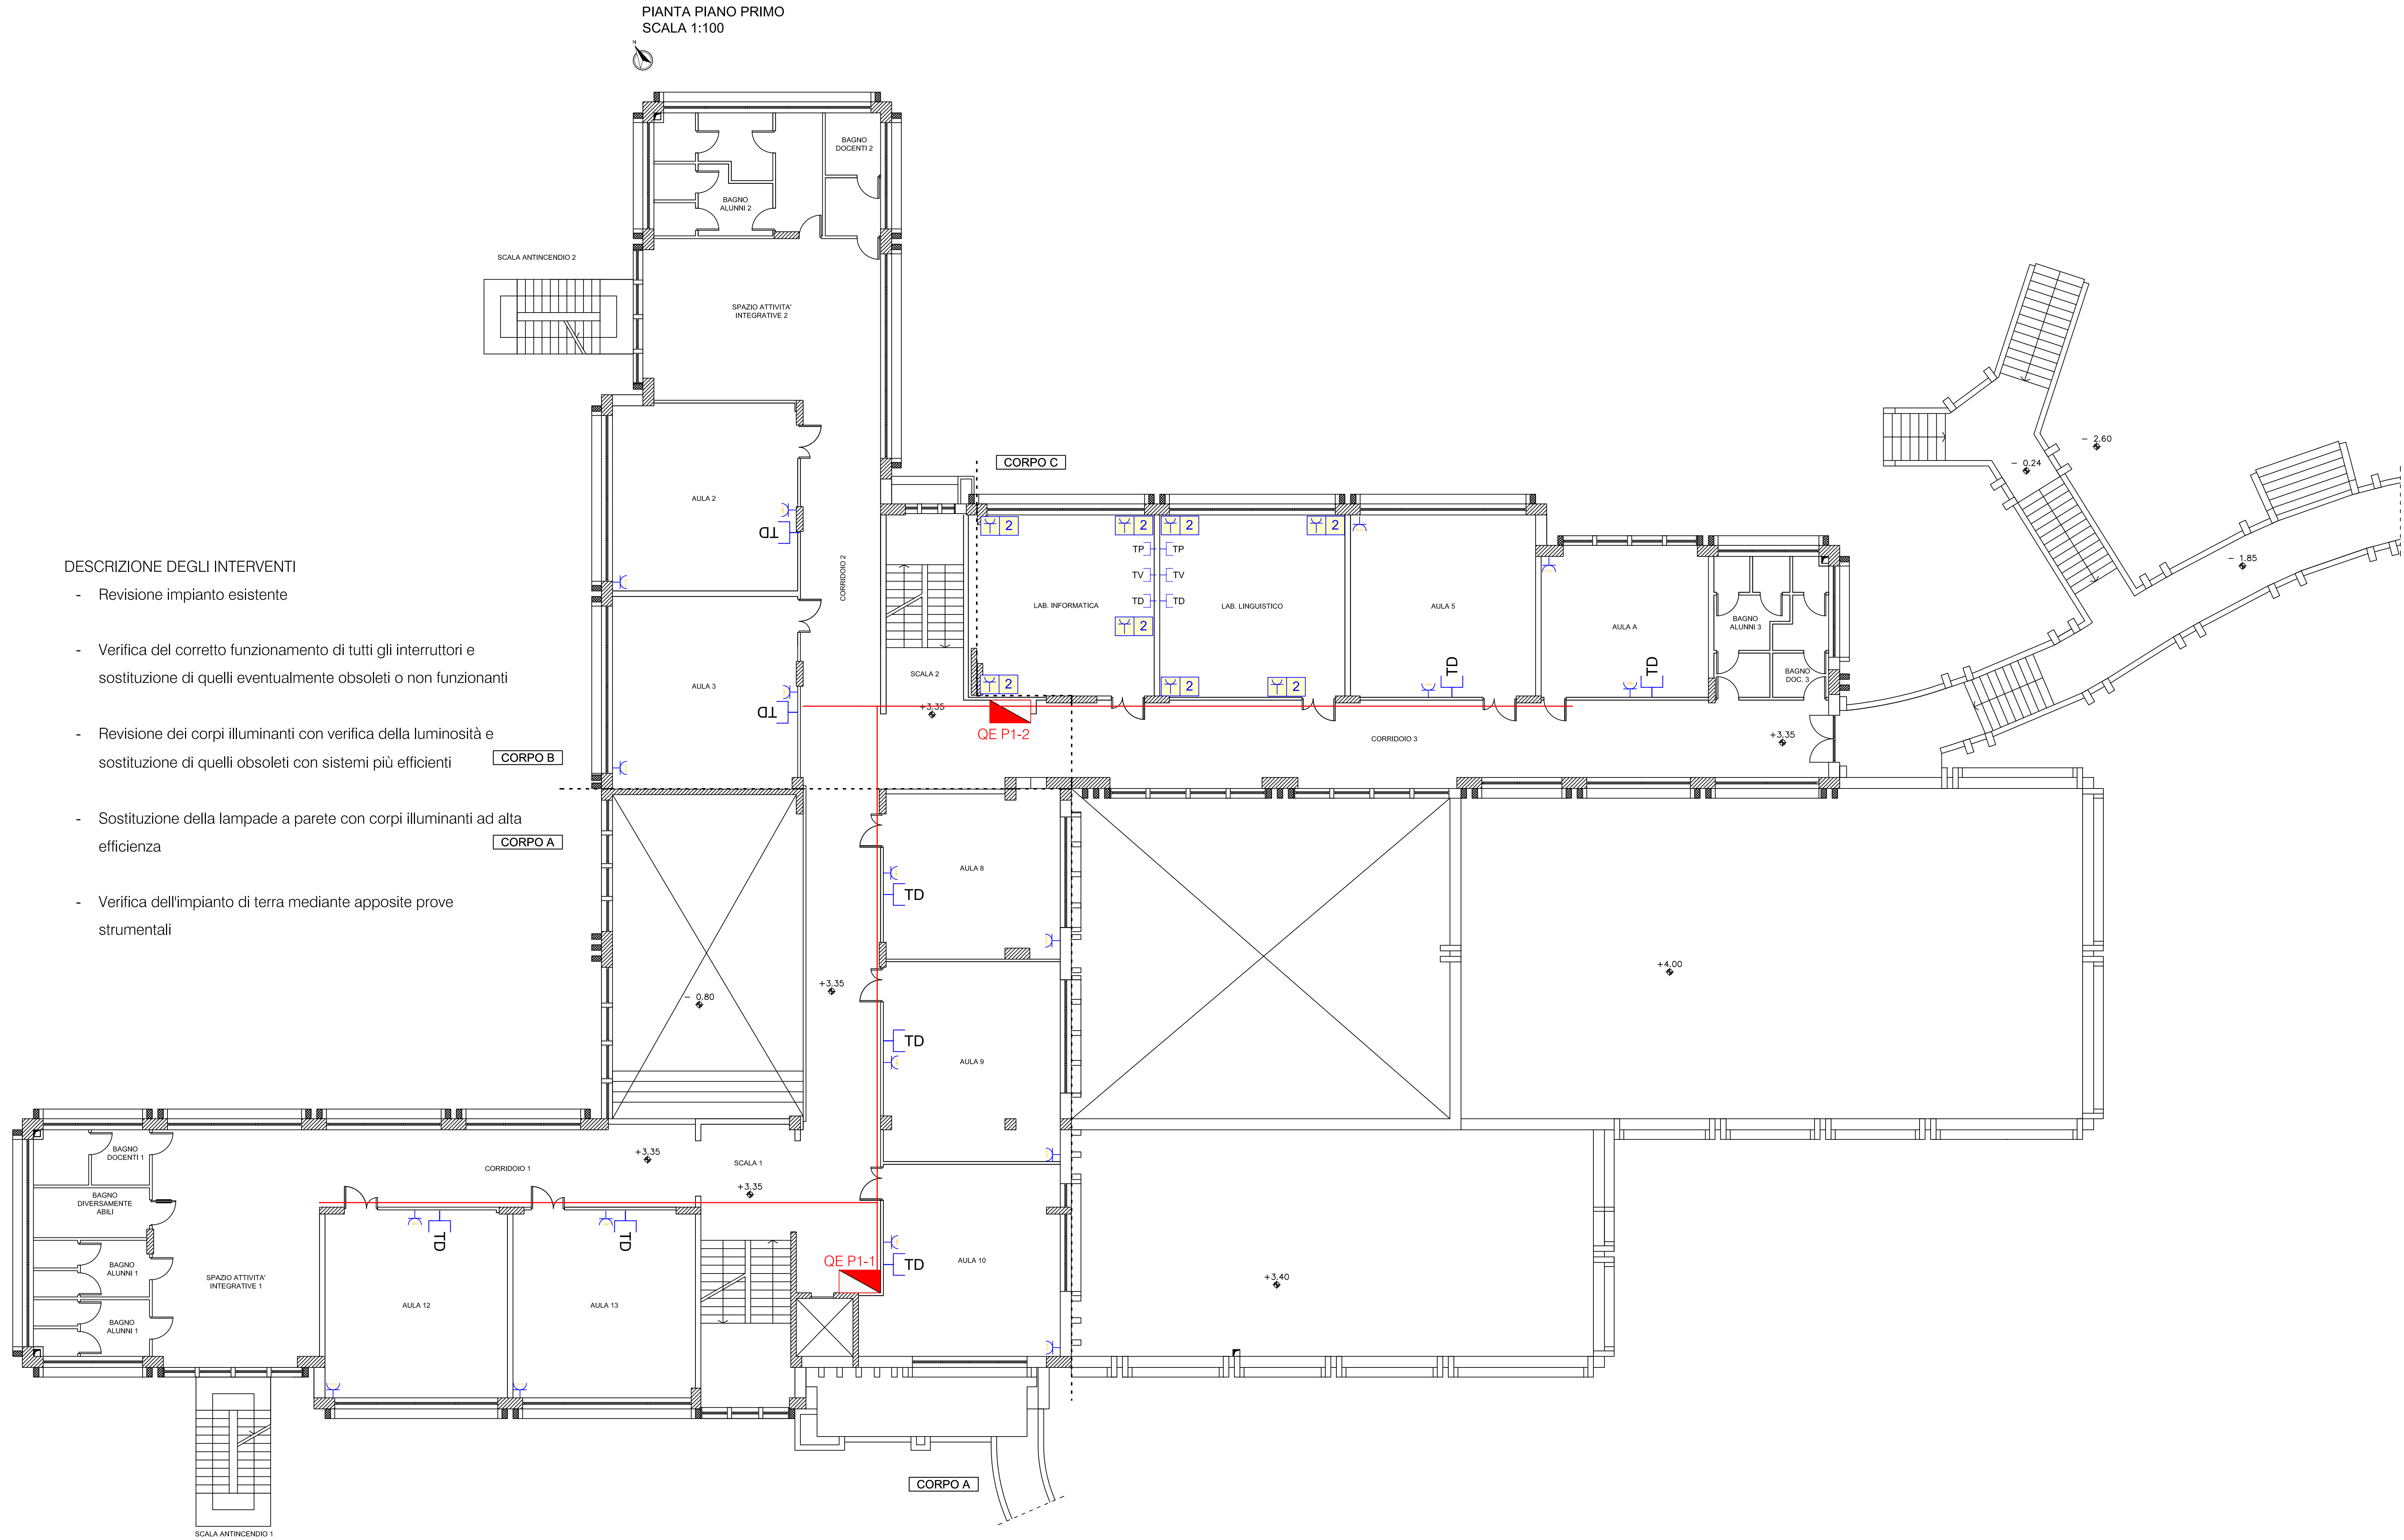 PIANTA PIANO PRIMO
SCALA 1:100
N
BAGNO
DOCENTI 2
BAGNO
ALUNNI 2
SCALA ANTINCENDIO 2
SPAZIO ATTIVITA'
INTEGRATIVE 2
CORPO C
- 2.60
- 0.24
- 1.85
AULA 2
TD
CORRIDOIO 2
2
2
2
2
TP
TP
TV
TV
TD
TD
LAB. INFORMATICA
LAB. LINGUISTICO
AULA 5
AULA A
BAGNO
ALUNNI 3
2
SCALA 2
2
2
2
TD
TD
BAGNO
DOC. 3
AULA 3
TD
+3.35
QE P1-2
CORRIDOIO 3
+3.35
DESCRIZIONE DEGLI INTERVENTI
- Revisione impianto esistente
- Verifica del corretto funzionamento di tutti gli interruttori e
sostituzione di quelli eventualmente obsoleti o non funzionanti
- Revisione dei corpi illuminanti con verifica della luminosità e
sostituzione di quelli obsoleti con sistemi più efficienti
CORPO B
- Sostituzione della lampade a parete con corpi illuminanti ad alta
efficienza
CORPO A
- Verifica dell'impianto di terra mediante apposite prove
strumentali
AULA 8
TD
+4.00
+3.35
- 0.80
TD
AULA 9
BAGNO
DOCENTI 1
+3.35
CORRIDOIO 1
SCALA 1
+3.35
BAGNO
DIVERSAMENTE
ABILI
TD
TD
BAGNO
ALUNNI 1
SPAZIO ATTIVITA'
INTEGRATIVE 1
QE P1-1
TD
AULA 10
+3.40
AULA 12
AULA 13
BAGNO
ALUNNI 1
CORPO A
SCALA ANTINCENDIO 1